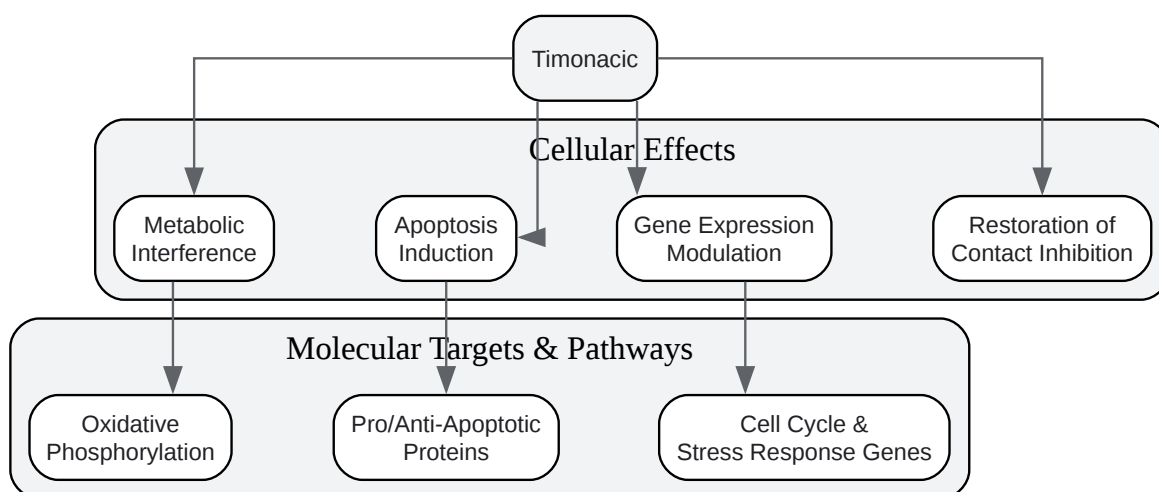 Timonacic
Cellular Effects
Metabolic
Interference
Apoptosis
Induction
Gene Expression
Modulation
Restoration of
Contact Inhibition
Molecular Targets & Pathways
Oxidative
Phosphorylation
Pro/Anti-Apoptotic
Proteins
Cell Cycle &
Stress Response Genes